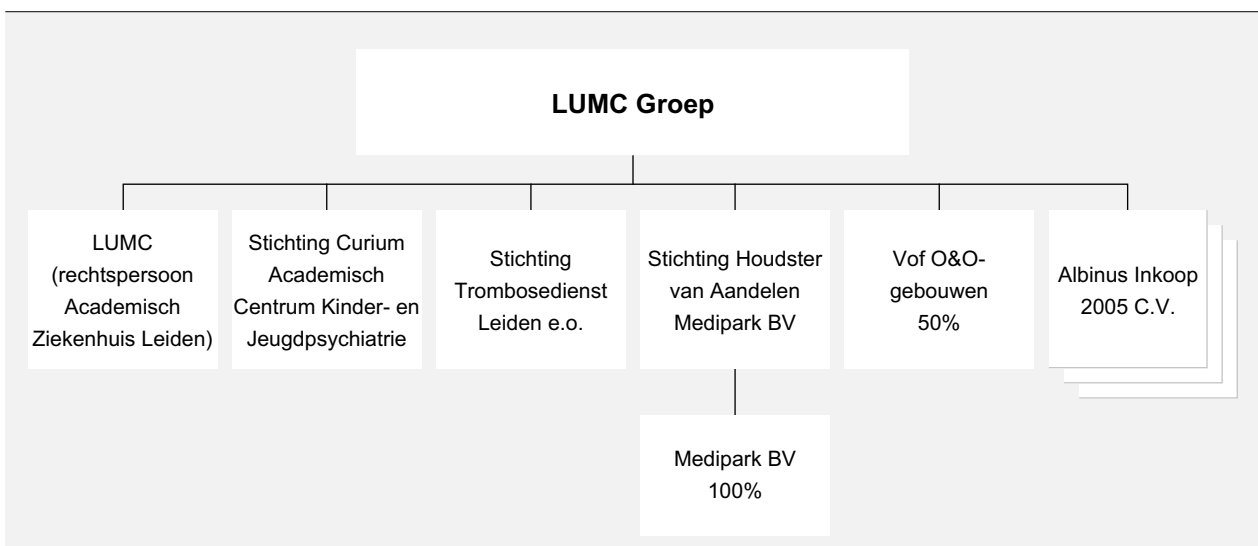 LUMC Groep
LUMC
(rechtspersoon
Academisch
Ziekenhuis Leiden)
Stichting Curium
Academisch
Centrum Kinder- en
Jeugdpsychiatrie
Stichting
Trombosedienst
Leiden e.o.
Stichting Houdster
van Aandelen
Medipark BV
Vof O&O-
gebouwen
50%
Albinus Inkoop
2005 C.V.
Medipark BV
100%